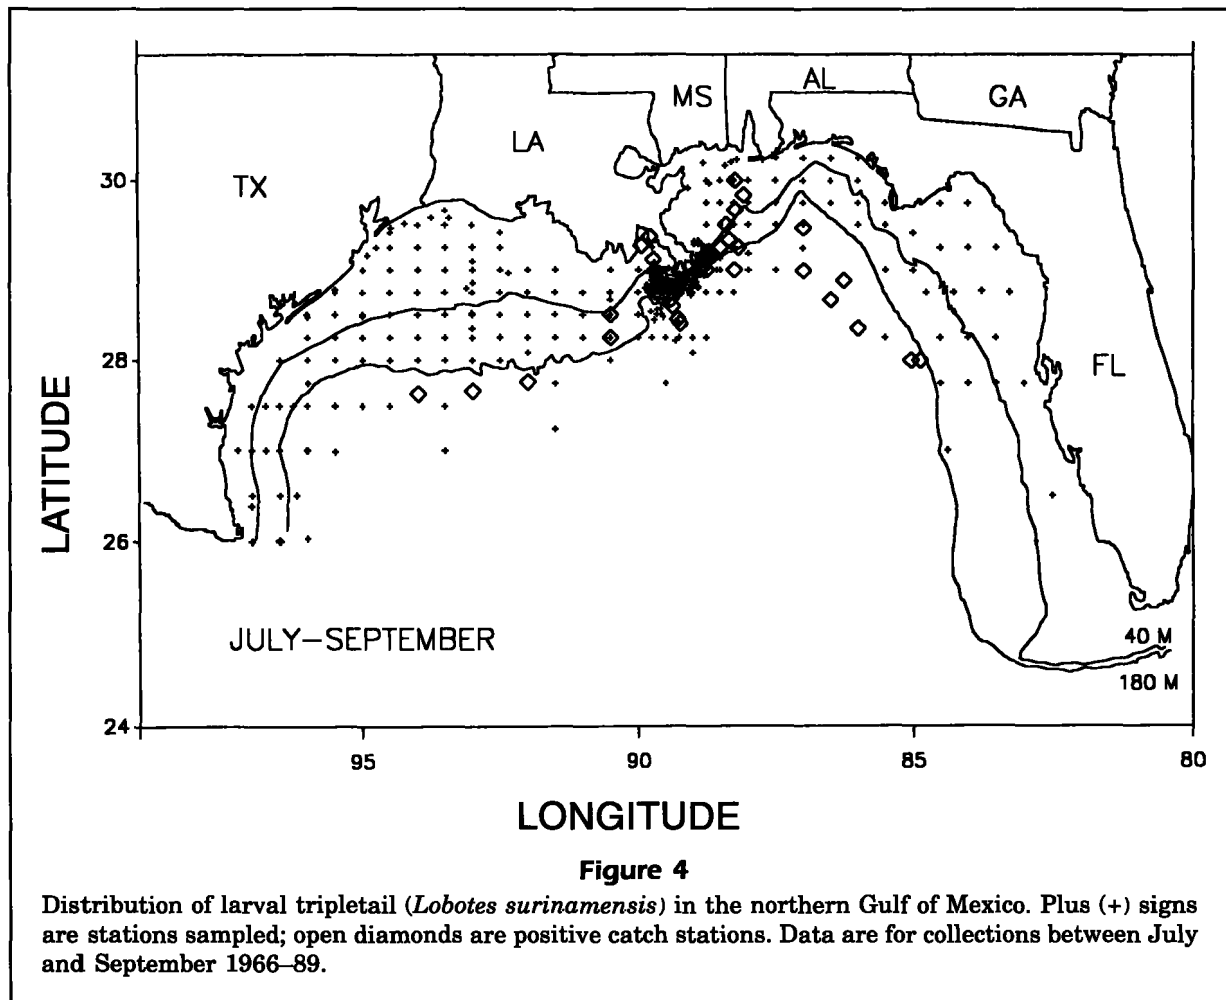 MS
AL
GA
LA
TX
30
28
FL
LATITUDE
26
JULY—SEPTEMBER
40 M
180 M
24
95
90
85
80
LONGITUDE
Figure 4
Distribution of larval tripletail (Lobotes surinamensis) in the northern Gulf of Mexico. Plus (+) signs
are stations sampled; open diamonds are positive catch stations. Data are for collections between July
and September 1966–89.